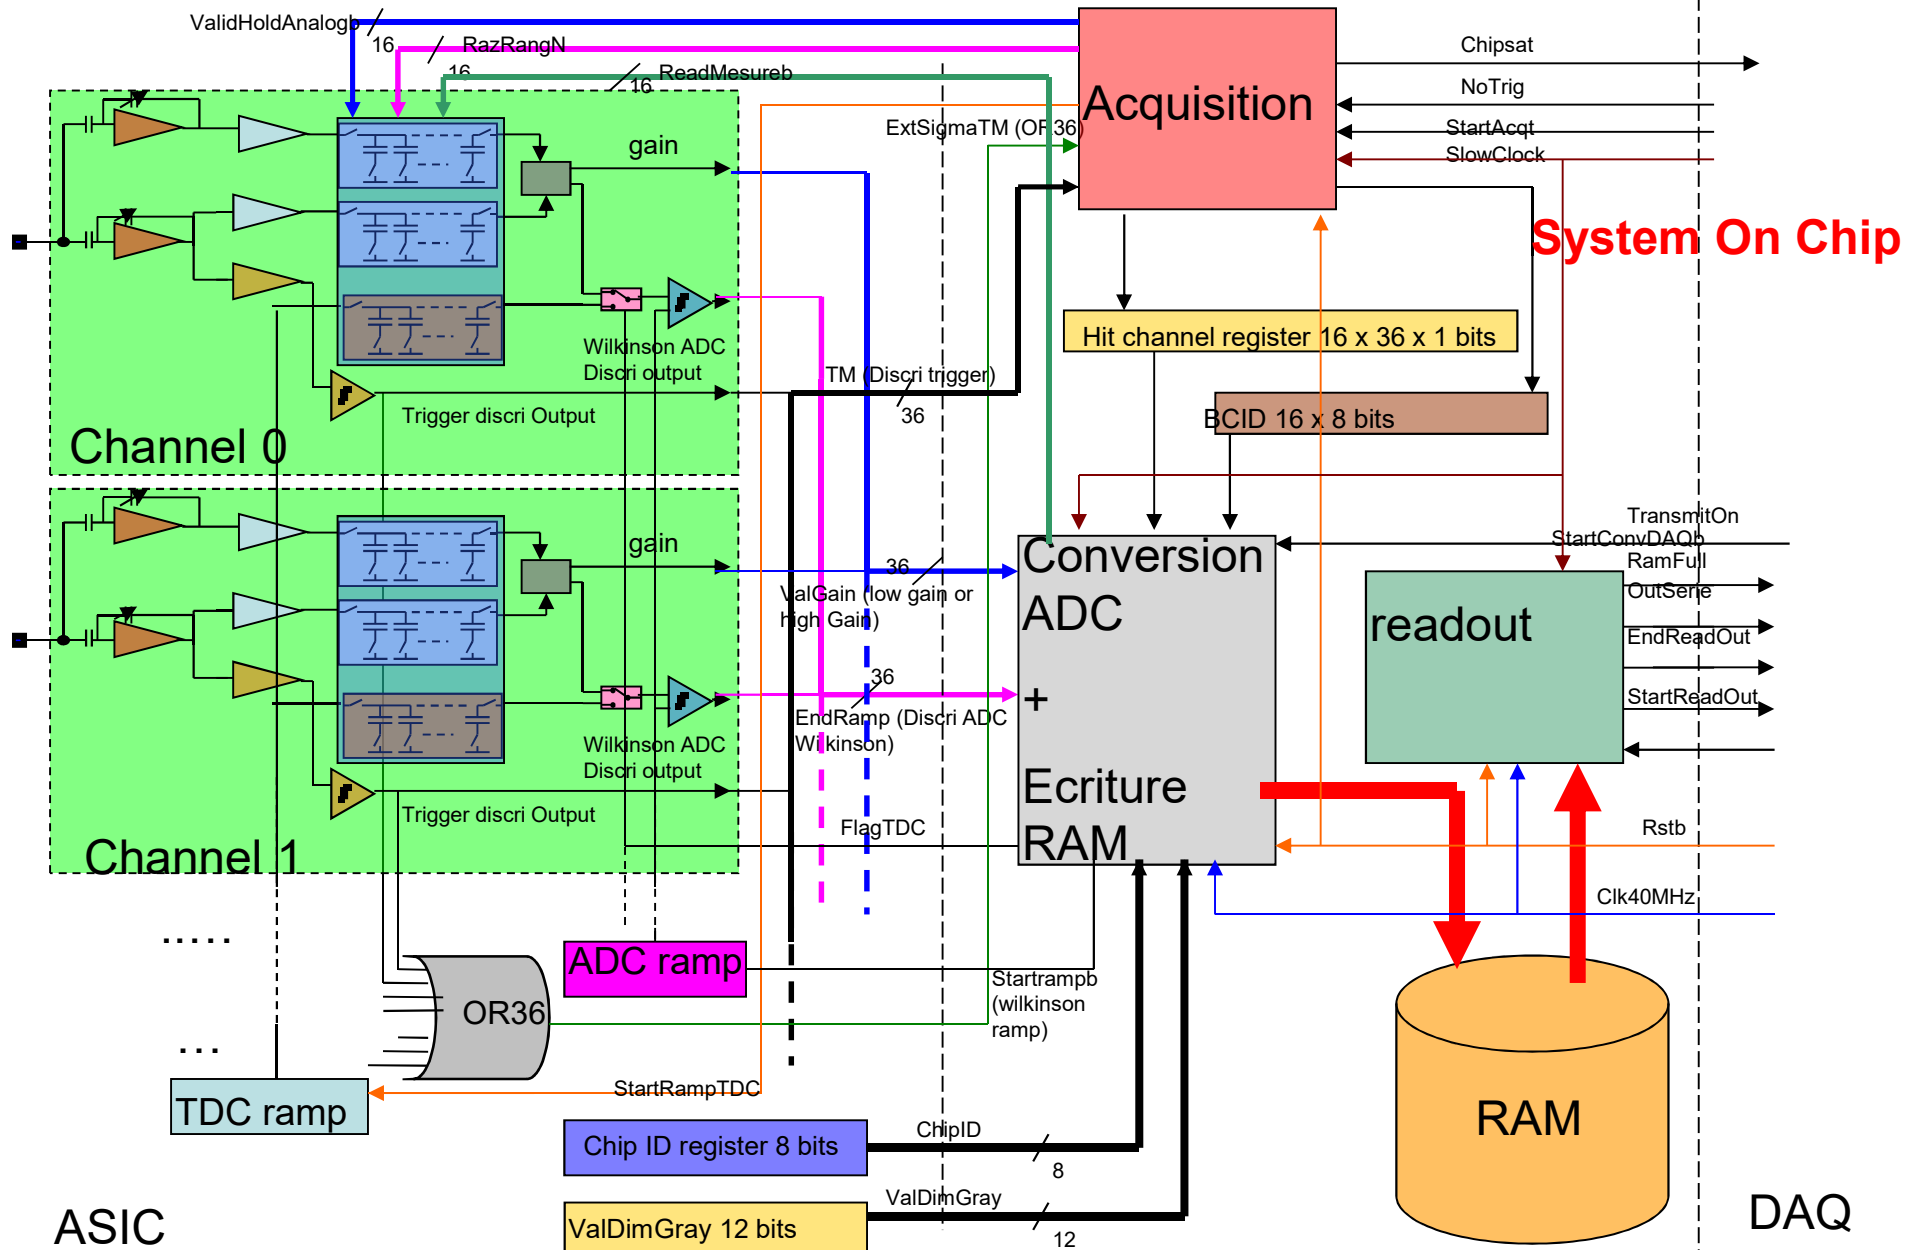 ValidHoldAnalogb
16
RazRangN
16
ReadMesureb
16
Acquisition
Chipsat
NoTrig
StartAcqt
SlowClock
ExtSigmaTM (OR36)
gain
System On Chip
Hit channel register 16 x 36 x 1 bits
Wilkinson ADC
Discri output
TM (Discri trigger)
36
Trigger discri Output
BCID 16 x 8 bits
Channel 0
gain
36
ValGain (low gain or
high Gain)
Conversion
ADC
+
Ecriture
RAM
TransmitOn
StartConvDAQb
RamFull
OutSerie
EndReadOut
StartReadOut
readout
36
EndRamp (Discri ADC
Wilkinson)
Wilkinson ADC
Discri output
Trigger discri Output
Channel 1
FlagTDC
Rstb
Clk40MHz
.....
ADC ramp
Startrampb
(wilkinson
ramp)
OR36
...
StartRampTDC
TDC ramp
RAM
Chip ID register 8 bits
ChipID
8
ValDimGray 12 bits
ValDimGray
12
ASIC
DAQ